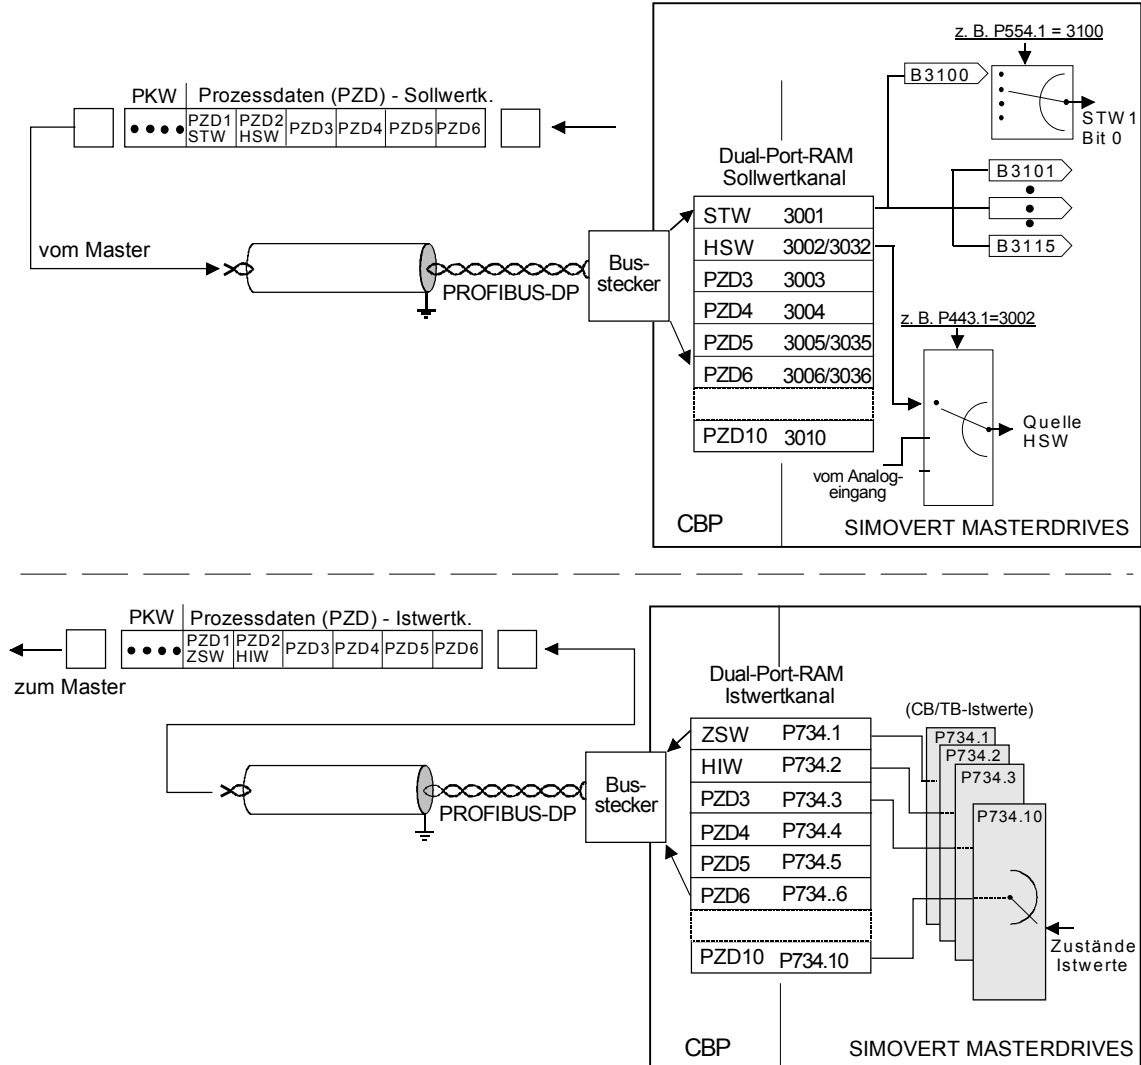 z. B. P554.1 = 3100
B3100
STW1
Bit 0
PKW Prozessdaten (PZD) - Sollwertk.
PZD1 STW
PZD2 HSW
PZD3
PZD4
PZD5
PZD6
Dual-Port-RAM
Sollwertkanal
STW 3001
HSW 3002/3032
PZD3 3003
PZD4 3004
PZD5 3005/3035
PZD6 3006/3036
PZD10 3010
B3101
B3115
vom Master
PROFIBUS-DP
Bus-
stecker
z. B. P443.1=3002
Quelle
HSW
vom Analog-
eingang
CBP
SIMOVERT MASTERDRIVES
PKW Prozessdaten (PZD) - Istwertk.
PZD1 ZSW
PZD2 HIW
PZD3
PZD4
PZD5
PZD6
zum Master
PROFIBUS-DP
Bus-
stecker
Dual-Port-RAM
Istwertkanal
ZSW P734.1
HIW P734.2
PZD3 P734.3
PZD4 P734.4
PZD5 P734.5
PZD6 P734..6
PZD10 P734.10
(CB/TB-Istwerte)
P734.1
P734.2
P734.3
P734.10
Zustände
Istwerte
CBP
SIMOVERT MASTERDRIVES